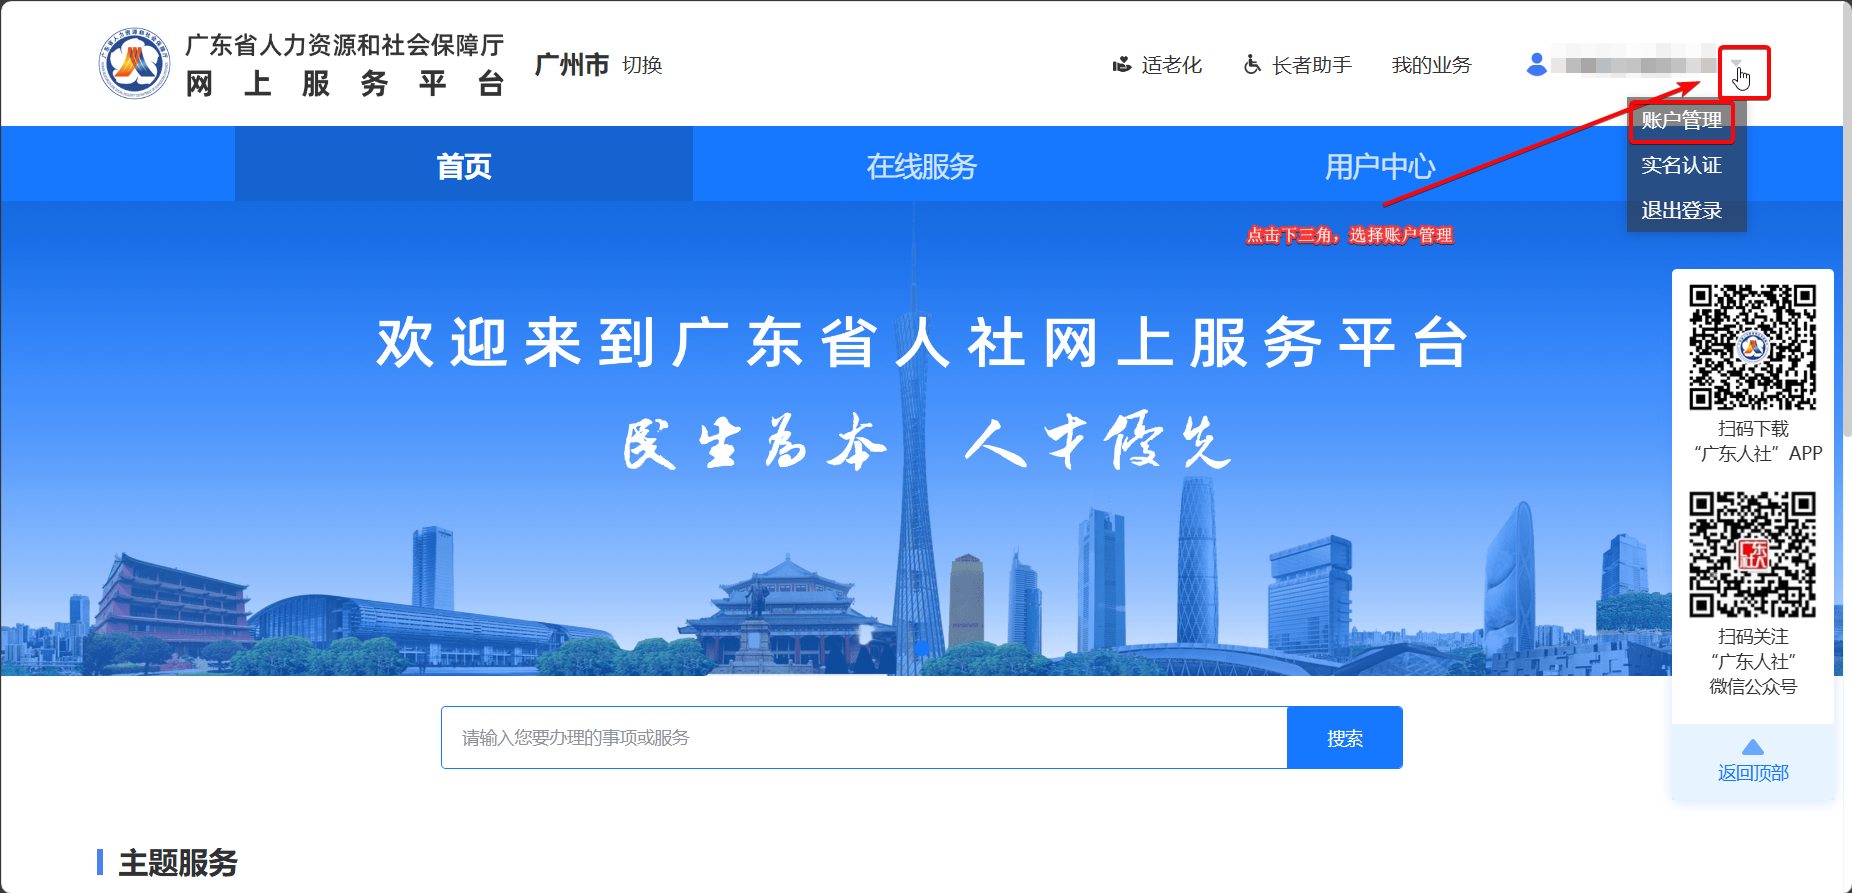 广东省人力资源和社会保障厅
网上服务平台
广州市 切换
适老化 长者助手 我的业务
账户管理
实名认证
退出登录
首页 在线服务 用户中心
点击下三角，选择账户管理
欢迎来到广东省人社网上服务平台
民生为本 人才优先
扫码下载
“广东人社”APP
广东
人社
扫码关注
“广东人社”
微信公众号
返回顶部
请输入您要办理的事项或服务 搜索
主题服务